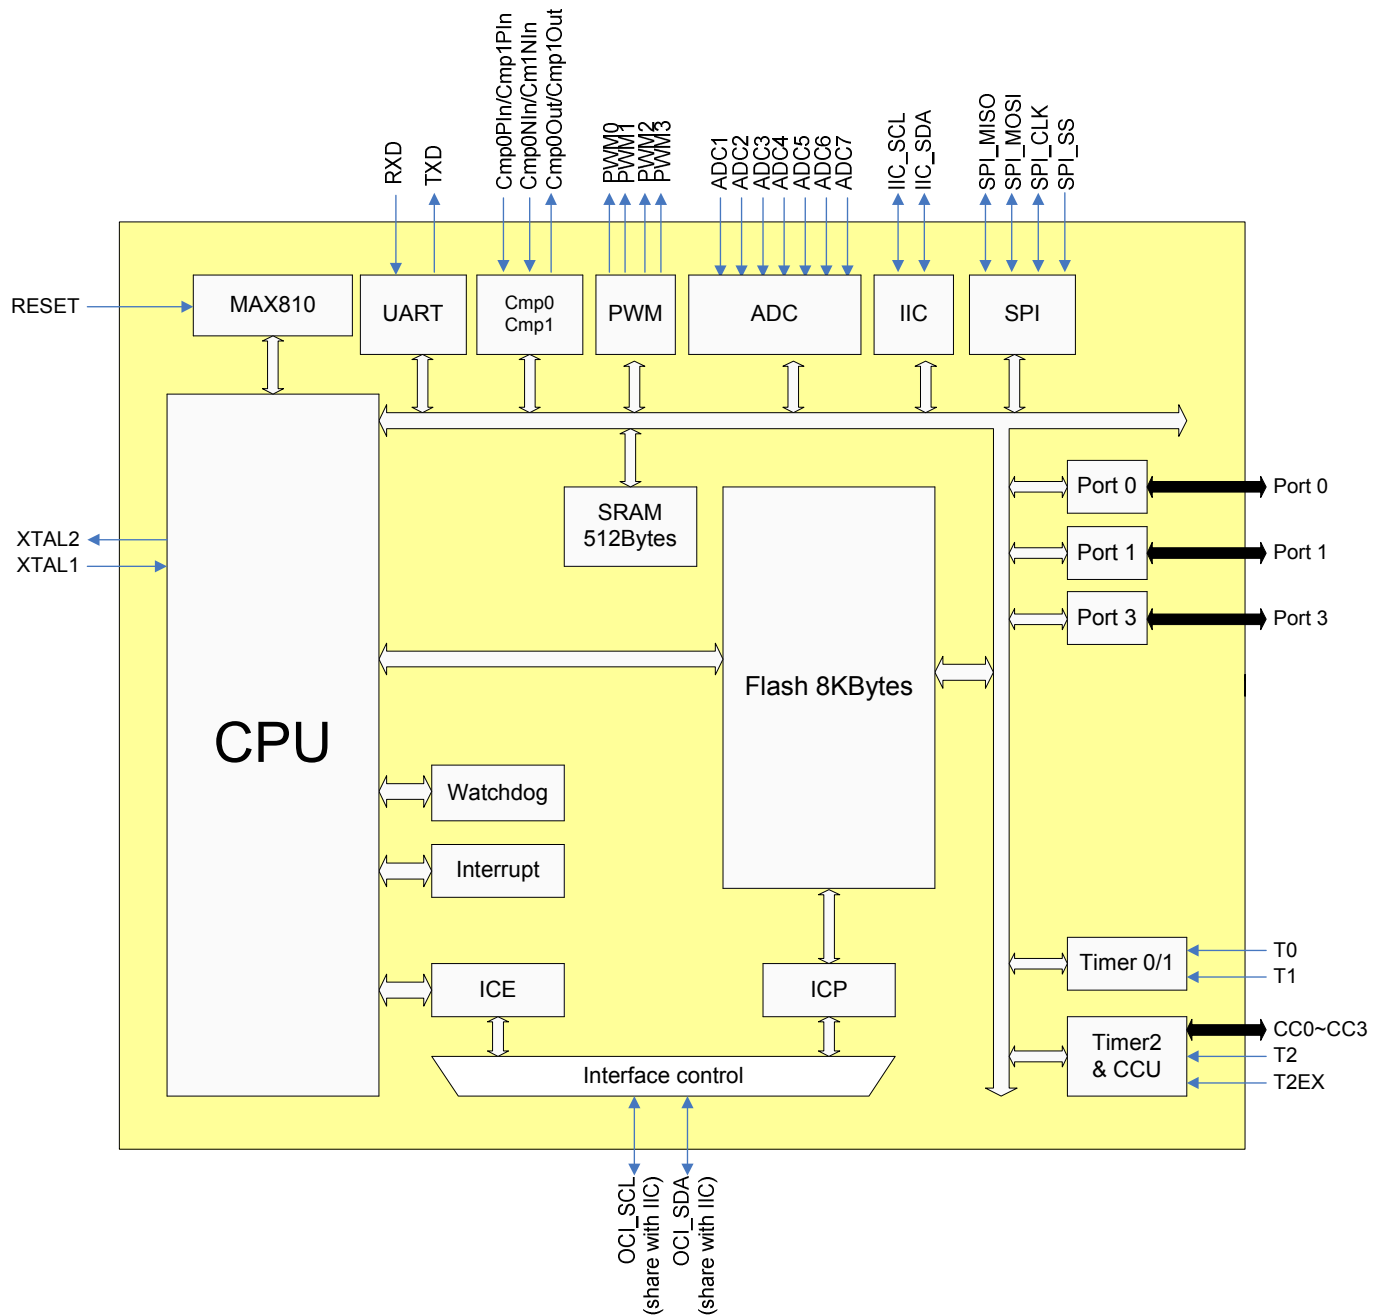 Cmp0PIn/Cmp1PIn
Cmp0NIn/Cm1NIn
Cmp0Out/Cmp1Out
RXD
TXD
PWM0
PWM1
PWM2
PWM3
ADC1
ADC2
ADC3
ADC4
ADC5
ADC6
ADC7
IIC_SCL
IIC_SDA
SPI_MISO
SPI_MOSI
SPI_CLK
SPI_SS
RESET
MAX810
UART
Cmp0
Cmp1
PWM
ADC
IIC
SPI
Port 0
Port 0
SRAM
512Bytes
XTAL2
XTAL1
Port 1
Port 1
Port 3
Port 3
Flash 8KBytes
CPU
Watchdog
Interrupt
Timer 0/1
T0
T1
ICE
ICP
Timer2
& CCU
CC0~CC3
T2
T2EX
Interface control
OCI_SCL
(share with IIC)
OCI_SDA
(share with IIC)